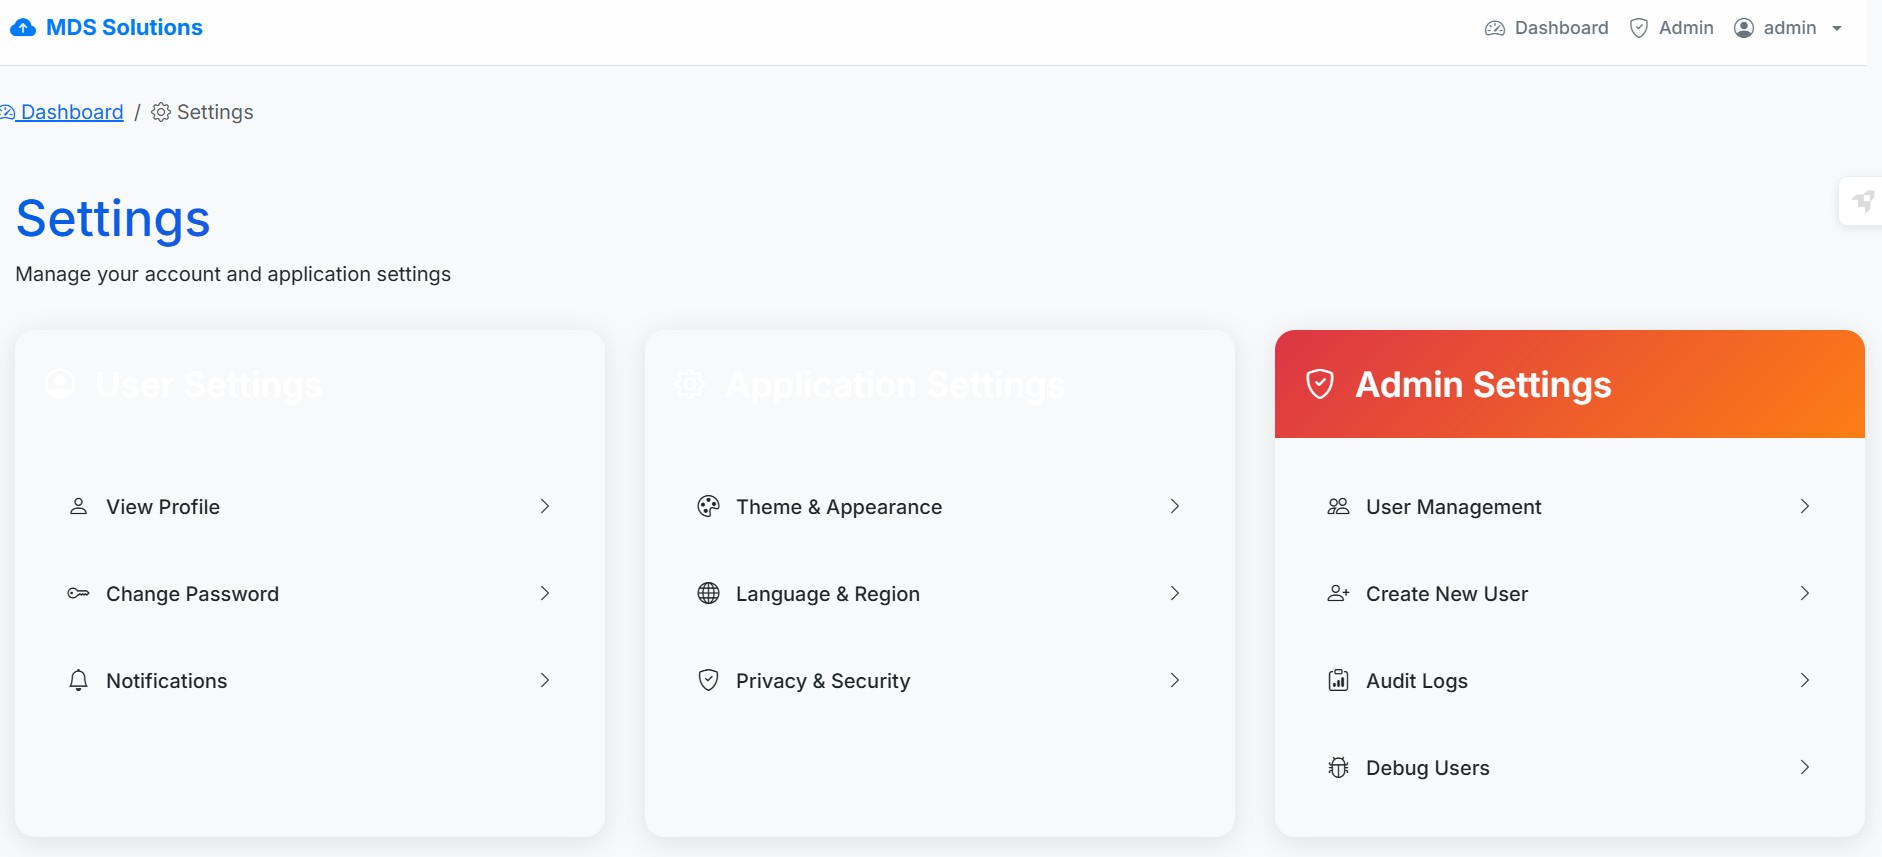 MDS Solutions
Dashboard
Admin
admin
Dashboard / Settings
Settings
Manage your account and application settings
User Settings
View Profile
Change Password
Notifications
Application Settings
Theme & Appearance
Language & Region
Privacy & Security
Admin Settings
User Management
Create New User
Audit Logs
Debug Users